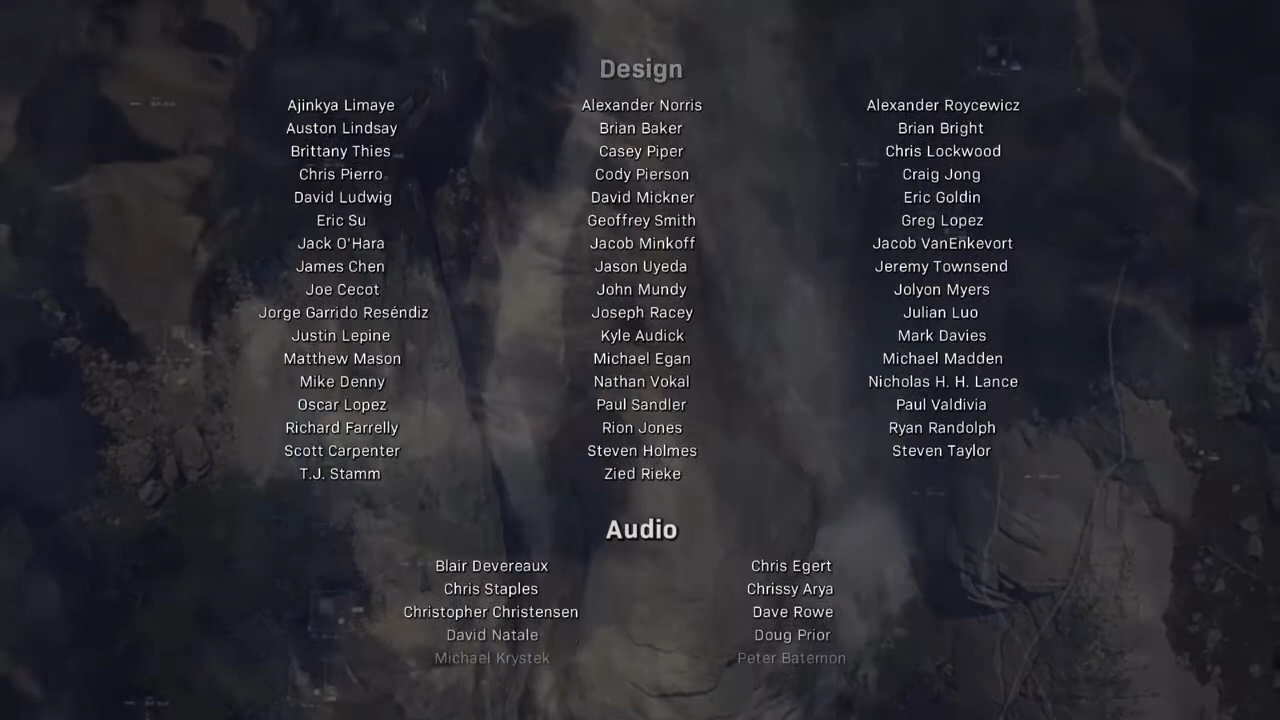 Design
Ajinkya Limaye Alexander Norris Alexander Roycewicz
Auston Lindsay Brian Baker Brian Bright
Brittany Thies Casey Piper Chris Lockwood
Chris Pierro Cody Pierson Craig Jong
David Ludwig David Mickner Eric Goldin
Eric Su Geoffrey Smith Greg Lopez
Jack O'Hara Jacob Minkoff Jacob VanEnkevort
James Chen Jason Uyeda Jeremy Townsend
Joe Cecot John Mundy Jolyon Myers
Jorge Garrido Reséndiz Joseph Racey Julian Luo
Justin Lepine Kyle Audick Mark Davies
Matthew Mason Michael Egan Michael Madden
Mike Denny Nathan Vokal Nicholas H. H. Lance
Oscar Lopez Paul Sandler Paul Valdivia
Richard Farrelly Rion Jones Ryan Randolph
Scott Carpenter Steven Holmes Steven Taylor
T.J. Stamm Zied Rieke
Audio
Blair Devereaux Chris Egert
Chris Staples Chrissy Arya
Christopher Christensen Dave Rowe
David Natale Doug Prior
Michael Krystek Peter Batemon